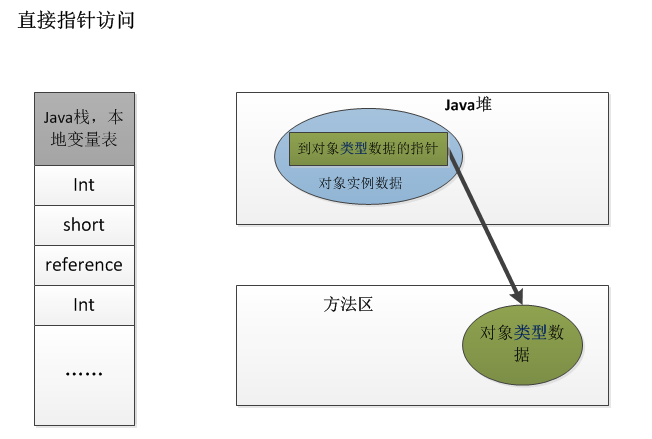 直接指针访问
Java栈，本
地变量表
Int
short
reference
Int
……
Java堆
到对象类型数据的指针
对象实例数据
方法区
对象类型数
据